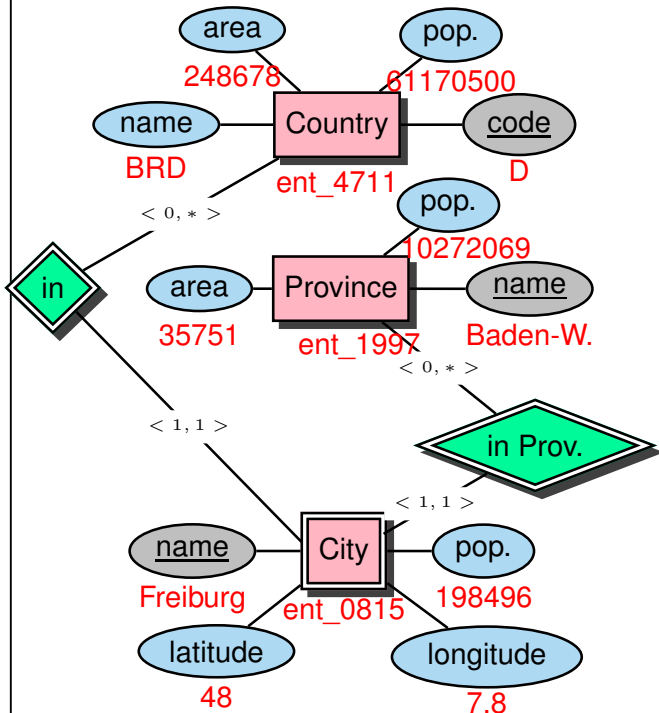 area
pop.
248678
61170500
name
Country
code
BRD
ent_4711
D
< 0, * >
pop.
10272069
in
area
Province
name
35751
ent_1997
Baden-W.
< 0, * >
< 1, 1 >
in Prov.
< 1, 1 >
name
City
pop.
Freiburg
ent_0815
198496
latitude
longitude
48
7.8